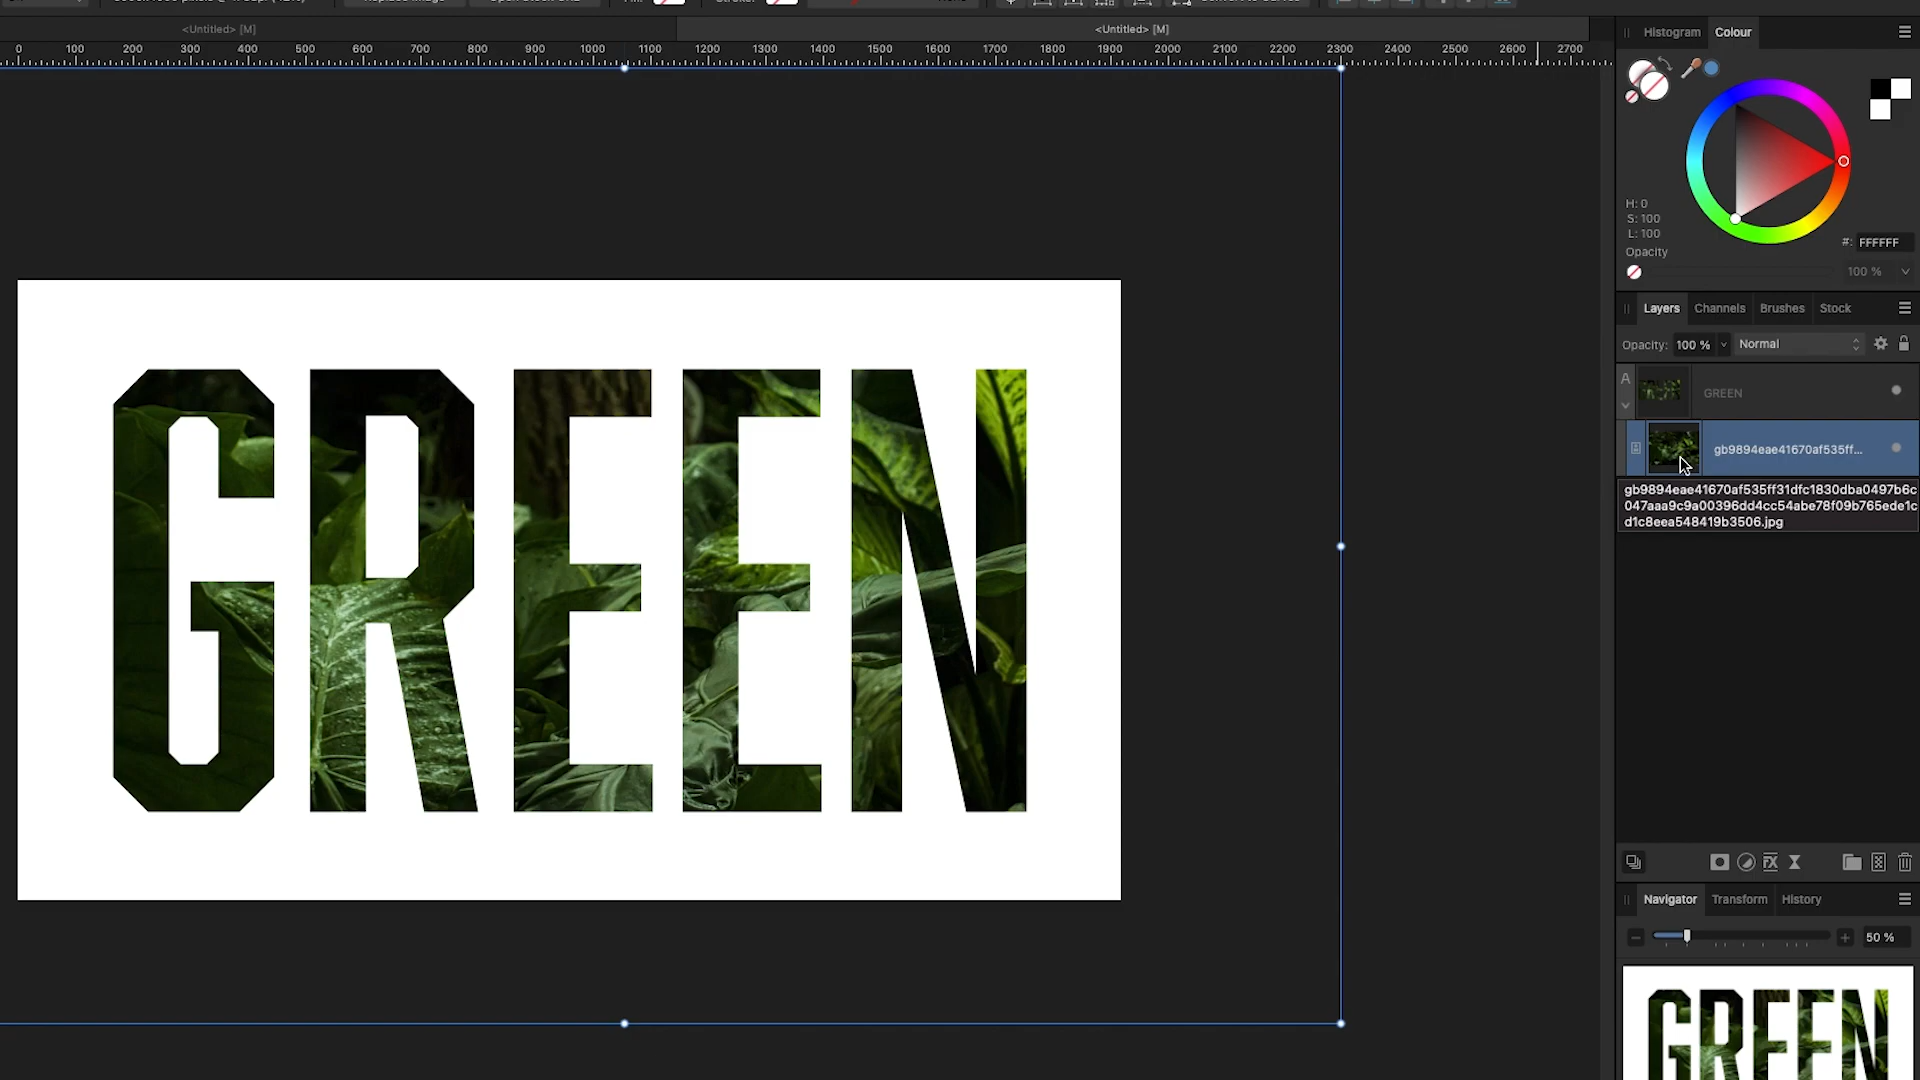 <Untitled> [M]
<Untitled> [M]
0 100 200 300 400 500 600 700 800 900 1000 1100 1200 1300 1400 1500 1600 1700 1800 1900 2000 2100 2200 2300 2400 2500 2600 2700
Histogram Colour
H: 0
S: 100
L: 100
#: FFFFFF
Opacity
100 %
Layers Channels Brushes Stock
Opacity: 100 % Normal
A GREEN
gb9894eae41670af535ff...
gb9894eae41670af535ff31dfc1830dba0497b6c
047aaa9c9a00396dd4cc54abe78f09b765ede1c
d1c8eea548419b3506.jpg
GREEN
FX
Navigator Transform History
50 %
GREEN